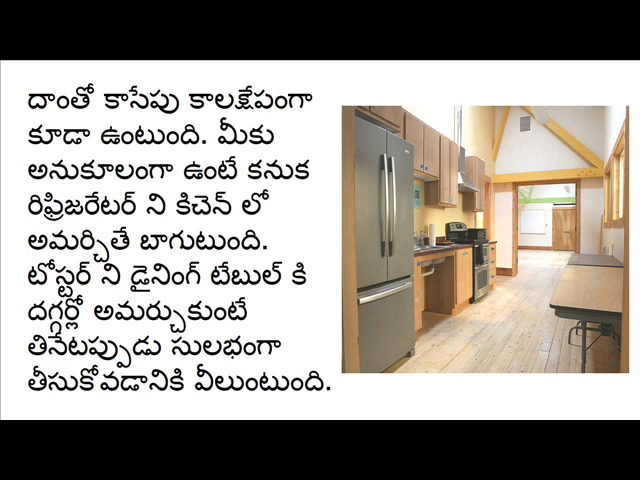 దాంతో కాసేపు కాలక్షేపంగా
కూడా ఉంటుంది. మీకు
అనుకూలంగా ఉంటే కనుక
రిఫ్రిజరేటర్ ని కిచెన్ లో
అమర్చితే బాగుటుంది.
టోస్టర్ ని డైనింగ్ టేబుల్ కి
దగ్గర్లో అమర్చుకుంటే
తినేటప్పుడు సులభంగా
తీసుకోవడానికి వీలుంటుంది.